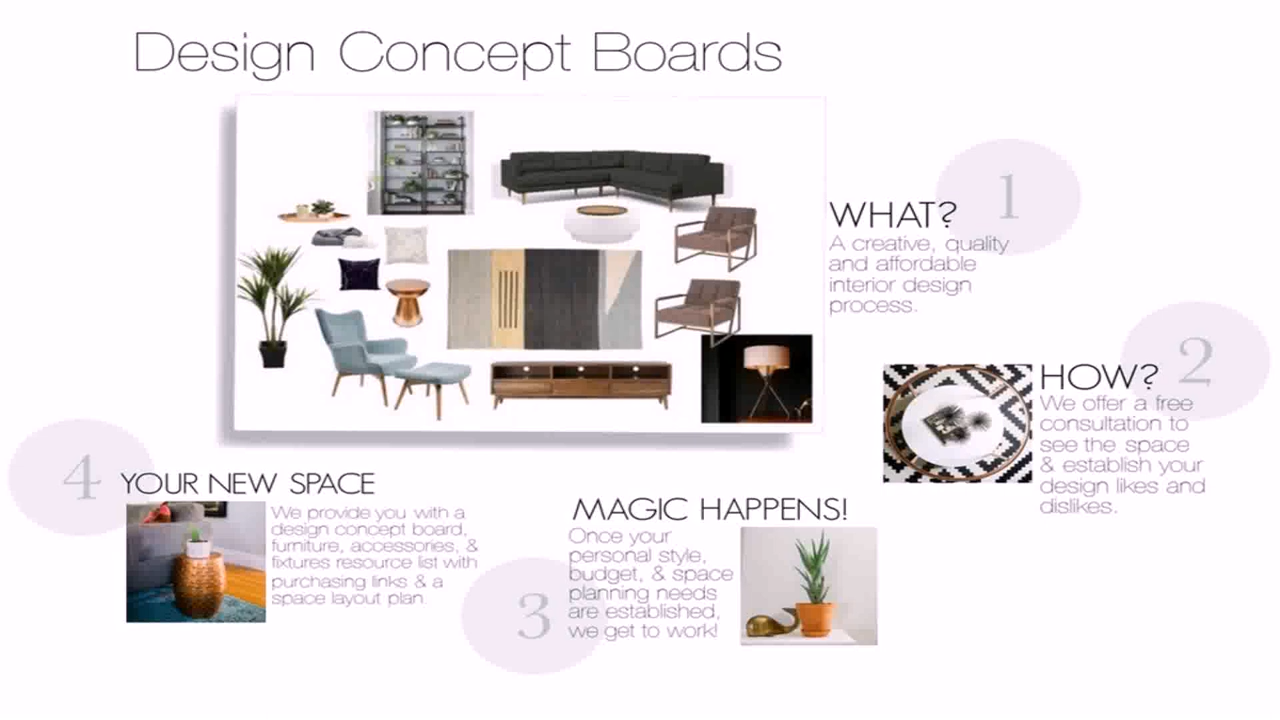 Design Concept Boards
1
WHAT?
A creative, quality
and affordable
interior design
process.
2
HOW?
We offer a free
consultation to
see the space
& establish your
design likes and
dislikes.
3
MAGIC HAPPENS!
Once your
personal style,
budget, & space
planning needs
are established,
we get to work!
4
YOUR NEW SPACE
We provide you with a
design concept board,
furniture, accessories, &
fixtures resource list with
purchasing links & a
space layout plan.